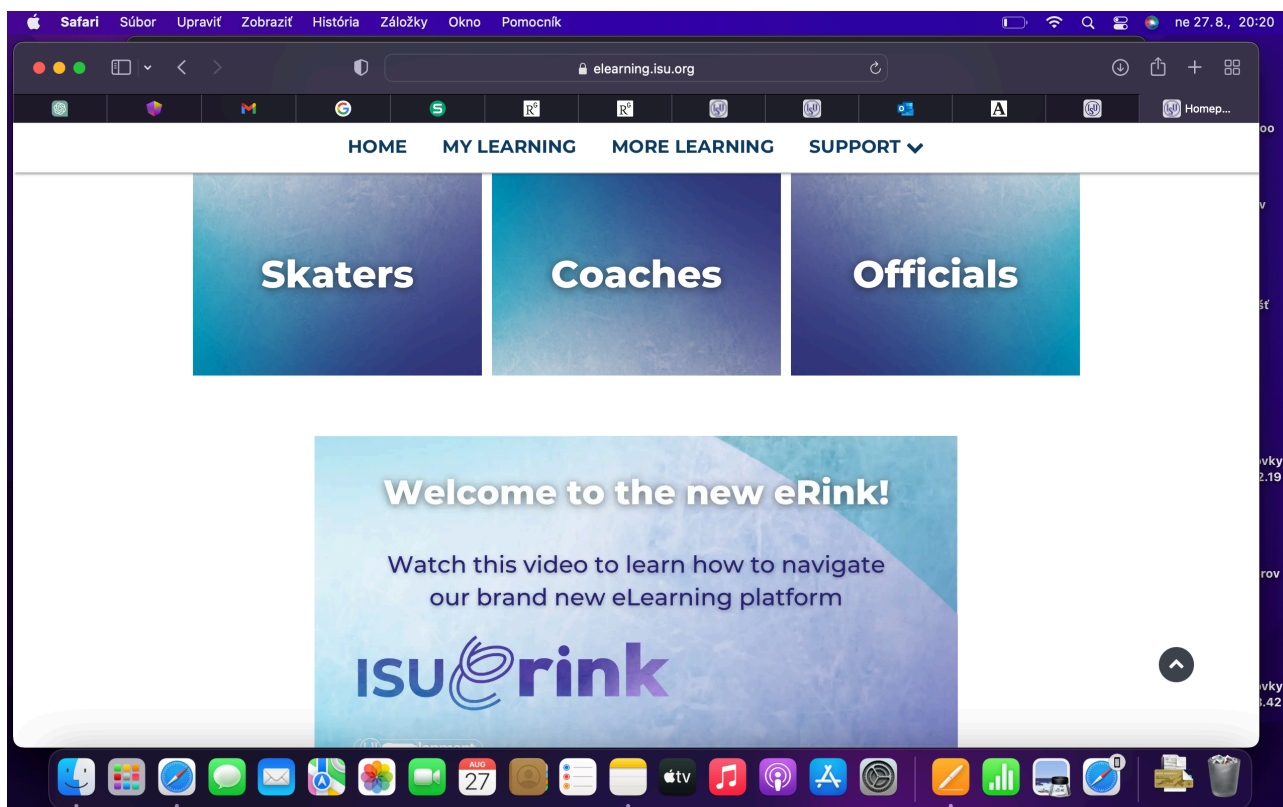 Safari Súbor Upraviť Zobraziť História Záložky Okno Pomocník ne 27. 8., 20:20
elearning.isu.org
Homep...
HOME MY LEARNING MORE LEARNING SUPPORT
Skaters Coaches Officials
Welcome to the new eRink!
Watch this video to learn how to navigate
our brand new eLearning platform
ISU erink
AUG
27
tv